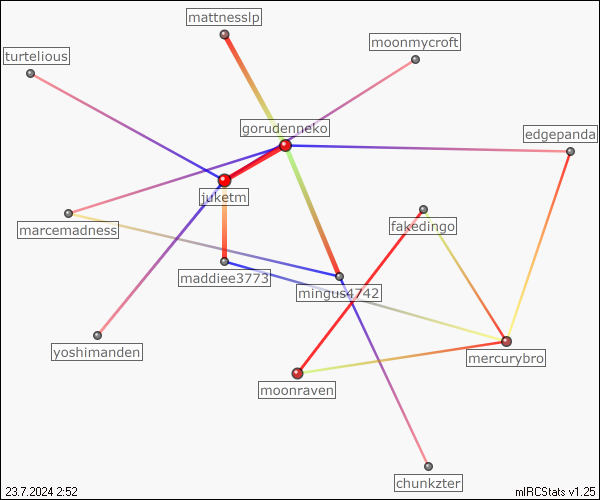 mattnesslp
moonmycroft
turtelious
gorudenneko
edgepanda
juketm
marcemadness
fakedingo
maddiee3773
mingus4742
yoshimanden
mercurybro
moonraven
chunkzter
23.7.2024 2:52
mIRCStats v1.25